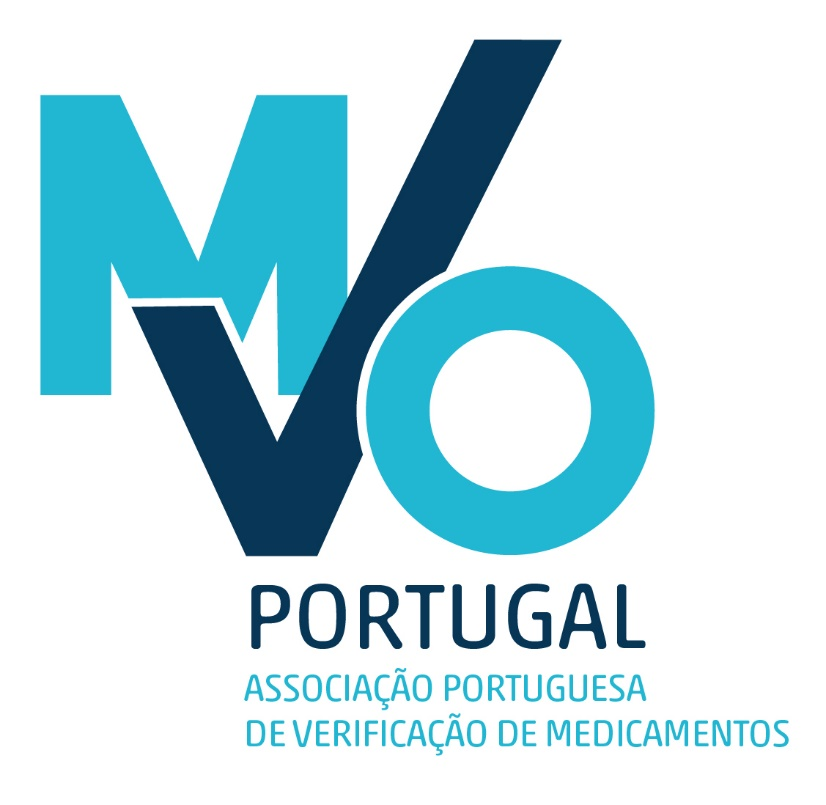 MVO
PORTUGAL
ASSOCIAÇÃO PORTUGUESA
DE VERIFICAÇÃO DE MEDICAMENTOS